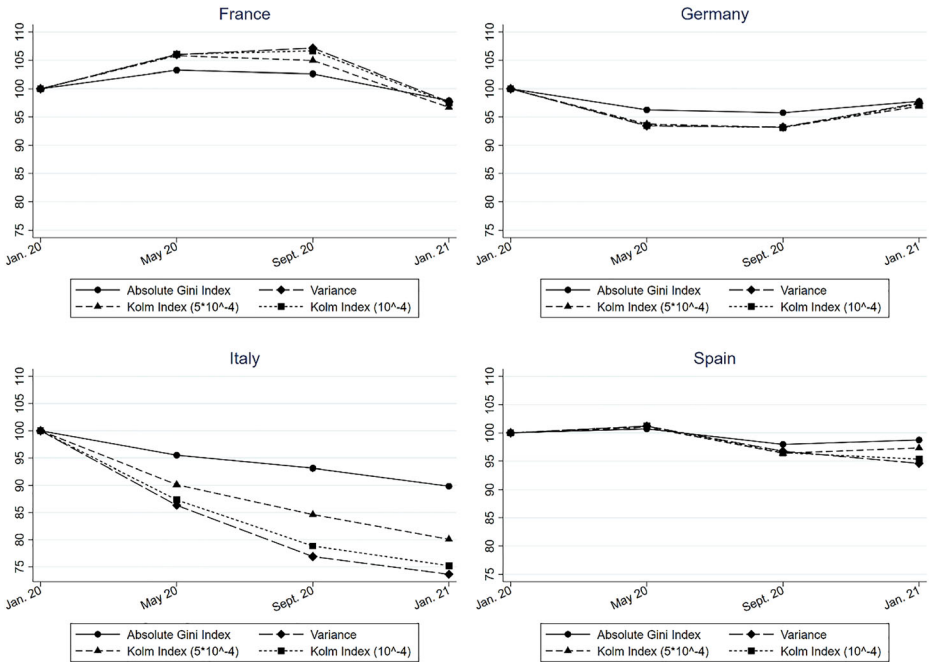 France
110
105
100
95
90
85
80
75
Jan. 20
May 20
Sept. 20
Jan. 21
Absolute Gini Index
Variance
Kolm Index (5*10^-4)
Kolm Index (10^-4)
Germany
110
105
100
95
90
85
80
75
Jan. 20
May 20
Sept. 20
Jan. 21
Absolute Gini Index
Variance
Kolm Index (5*10^-4)
Kolm Index (10^-4)
Italy
110
105
100
95
90
85
80
75
Jan. 20
May 20
Sept. 20
Jan. 21
Absolute Gini Index
Variance
Kolm Index (5*10^-4)
Kolm Index (10^-4)
Spain
110
105
100
95
90
85
80
75
Jan. 20
May 20
Sept. 20
Jan. 21
Absolute Gini Index
Variance
Kolm Index (5*10^-4)
Kolm Index (10^-4)